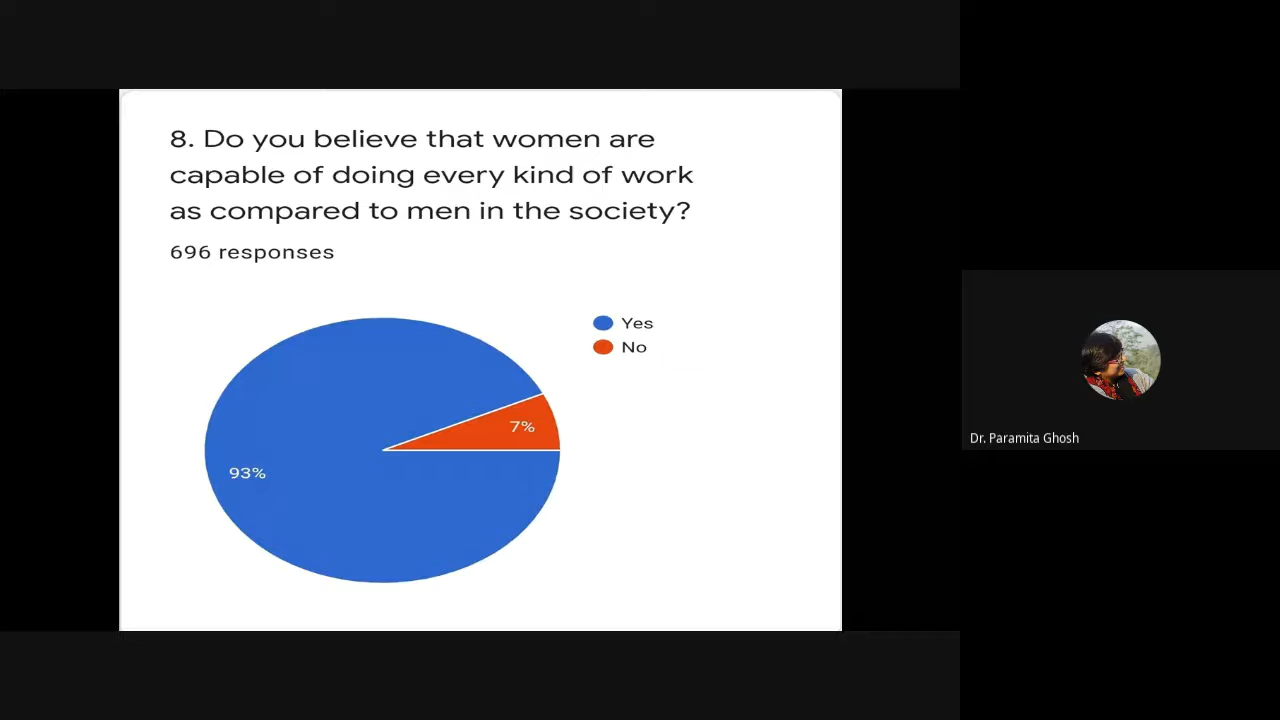 8. Do you believe that women are
capable of doing every kind of work
as compared to men in the society?
696 responses
Yes
No
7%
93%
Dr. Paramita Ghosh